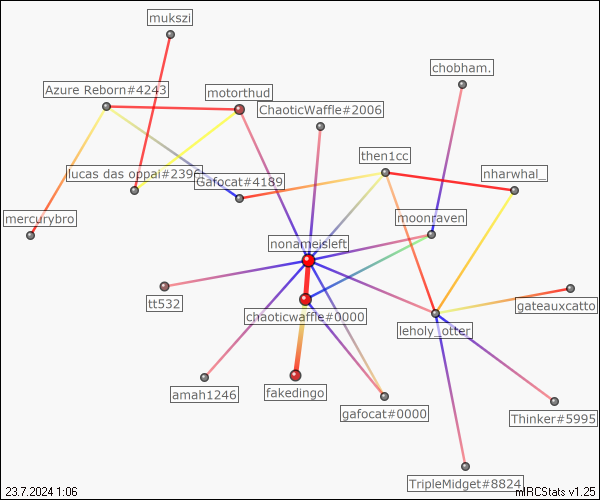 mukszi
chobham.
Azure Reborn#4243
motorthud
ChaoticWaffle#2006
then1cc
lucas das oppai#239
Gafocat#4189
nharwhal_
mercurybro
moonraven
nonameisleft
tt532
gateauxcatto
chaoticwaffle#0000
leholy_otter
amah1246
fakedingo
gafocat#0000
Thinker#5995
TripleMidget#8824
23.7.2024 1:06
mIRCStats v1.25